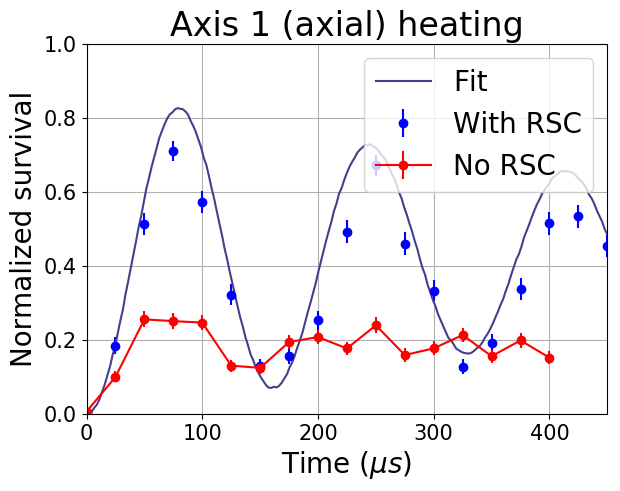 Axis 1 (axial) heating
Normalized survival
1.0
0.8
0.6
0.4
0.2
0.0
Fit
With RSC
No RSC
0
100
200
300
400
Time (μs)